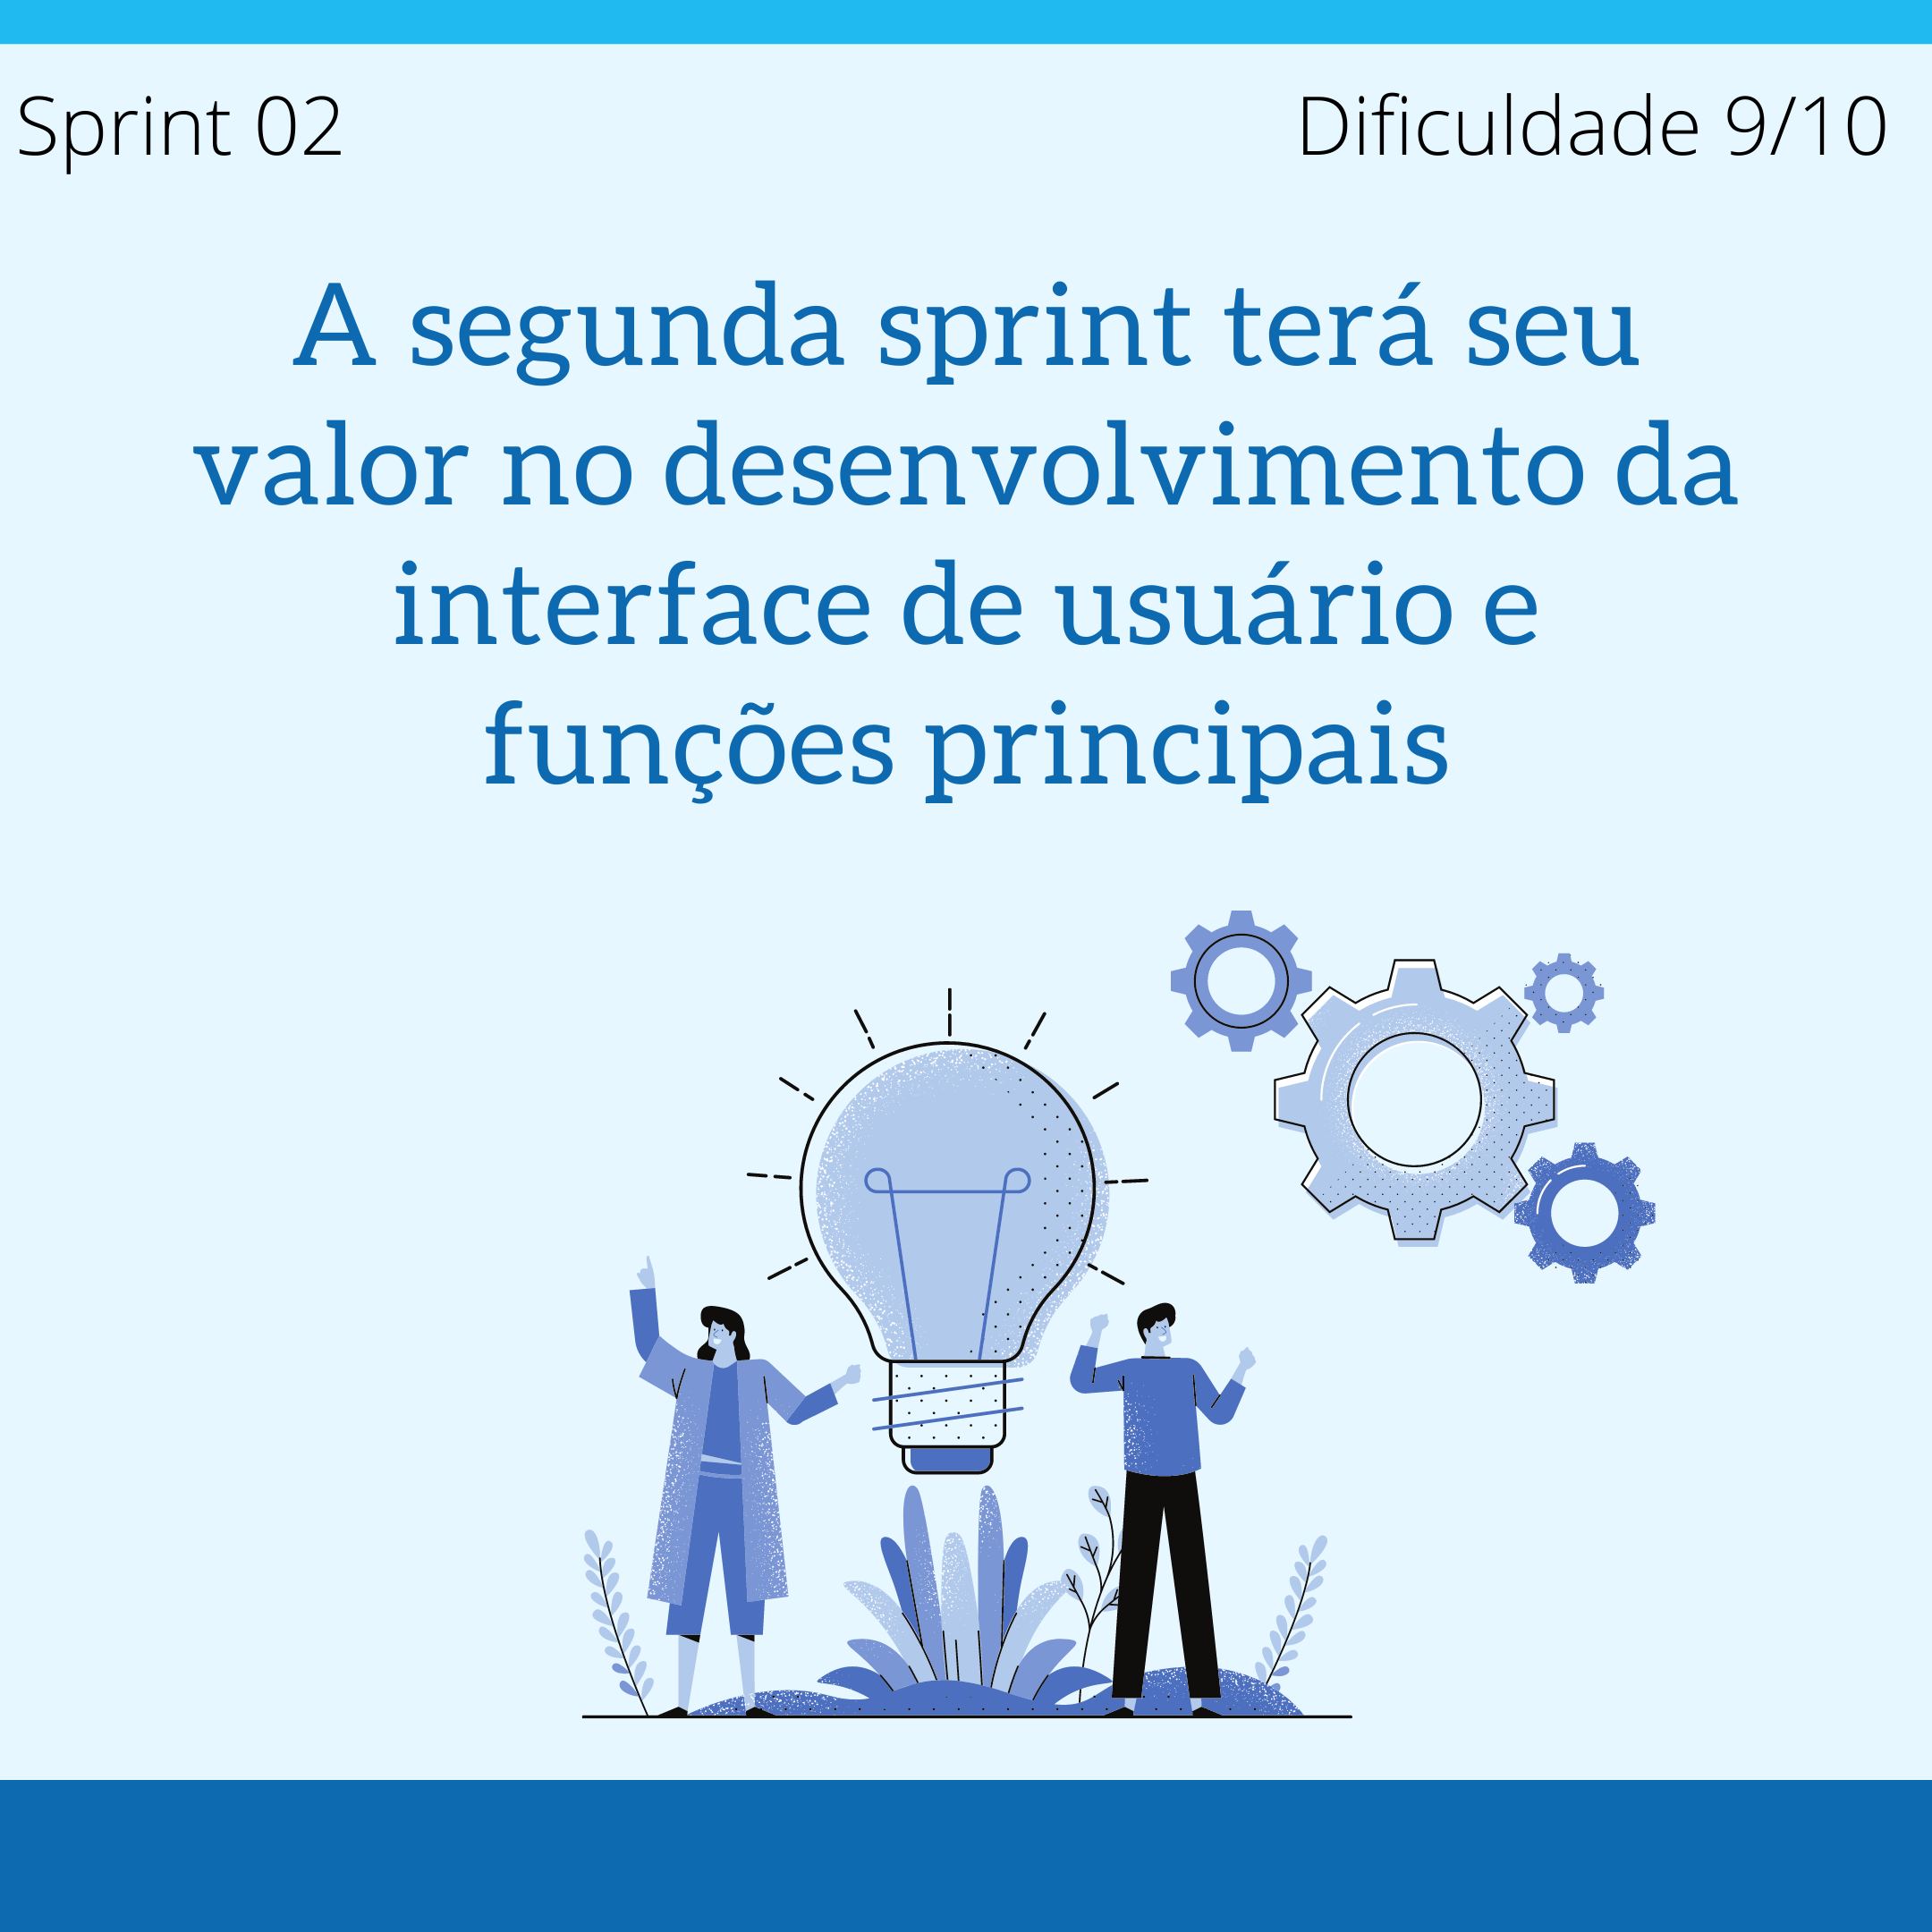 Sprint 02
Dificuldade 9/10
A segunda sprint terá seu
valor no desenvolvimento da
interface de usuário e
funções principais